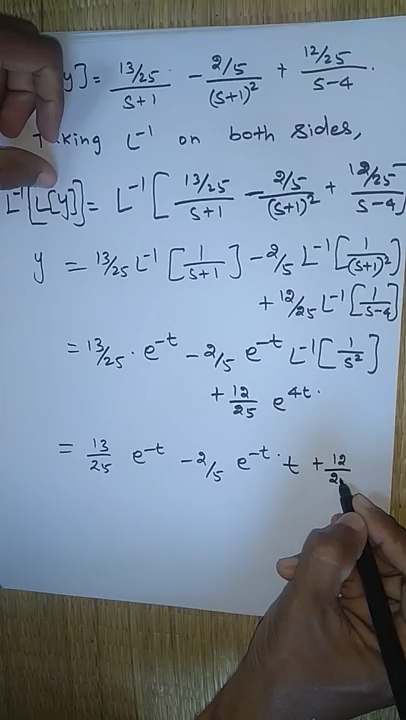 y] = 13/25 / s+1 - 2/5 / (s+1)² + 12/25 / s-4 .
Taking L⁻¹ on both sides,
L⁻¹[L[y]] = L⁻¹ [ 13/25 / s+1 - 2/5 / (s+1)² + 12/25 / s-4 )
y = 13/25 L⁻¹ [ 1 / s+1 ] - 2/5 L⁻¹ [ 1 / (s+1)² ]
+ 12/25 L⁻¹ [ 1 / s-4 ]
= 13/25 . e⁻ᵗ - 2/5 e⁻ᵗ L⁻¹ [ 1 / s² ]
+ 12/25 e⁴ᵗ .
= 13/25 e⁻ᵗ - 2/5 e⁻ᵗ . t + 12/2